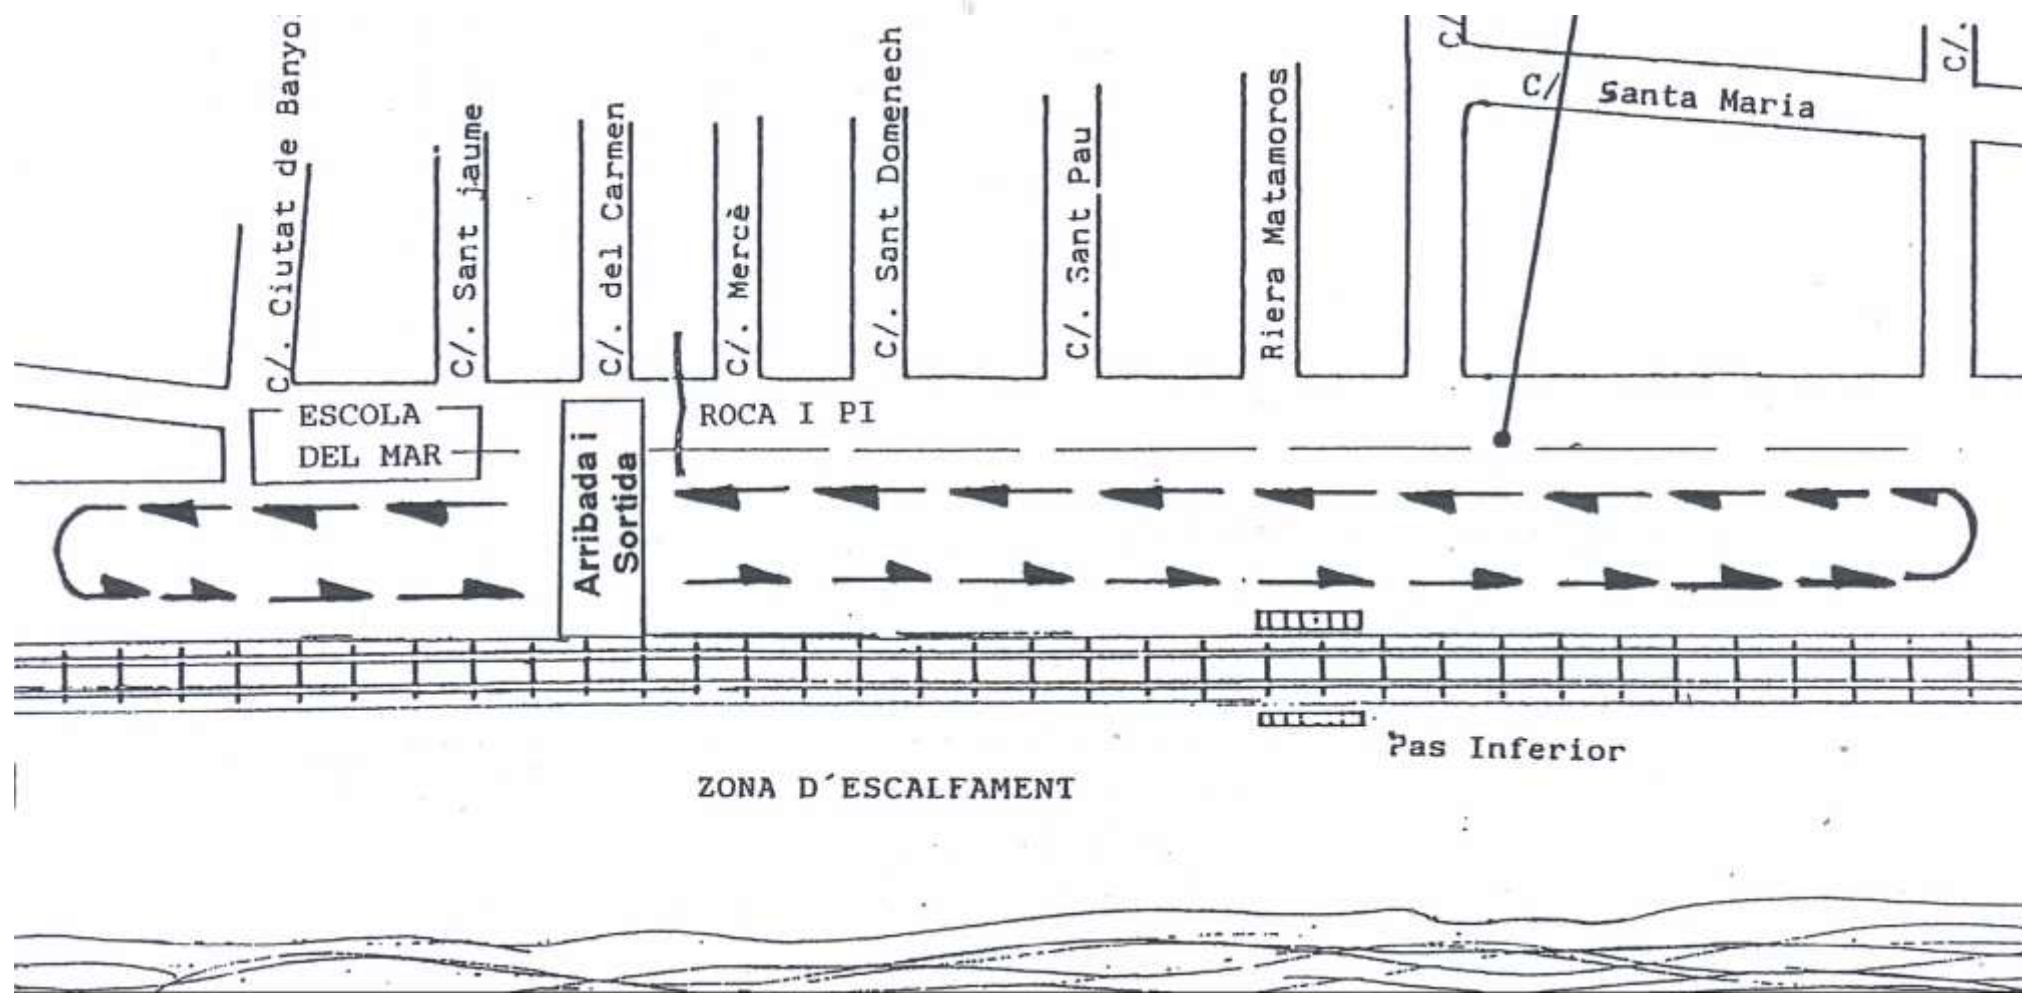 C/. Ciutat de Banyo
C/. Sant jaume
C/. del Carmen
C/. Mercè
C/. Sant Domenech
C/. Sant Pau
Riera Matamoros
C/
C/ Santa Maria
C/.
ESCOLA
DEL MAR
Arribada i
Sortida
ROCA I PI
Pas Inferior
ZONA D´ESCALFAMENT